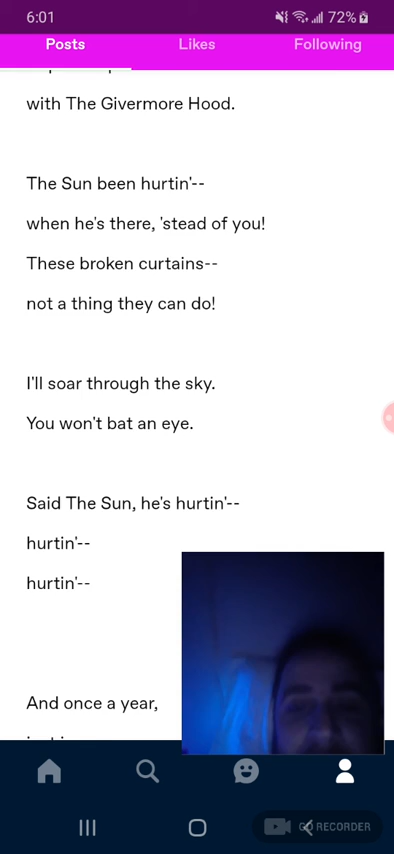 6:01
72%
Posts
Likes
Following
with The Givermore Hood.
The Sun been hurtin'--
when he's there, 'stead of you!
These broken curtains--
not a thing they can do!
I'll soar through the sky.
You won't bat an eye.
Said The Sun, he's hurtin'--
hurtin'--
hurtin'--
And once a year,
GO RECORDER